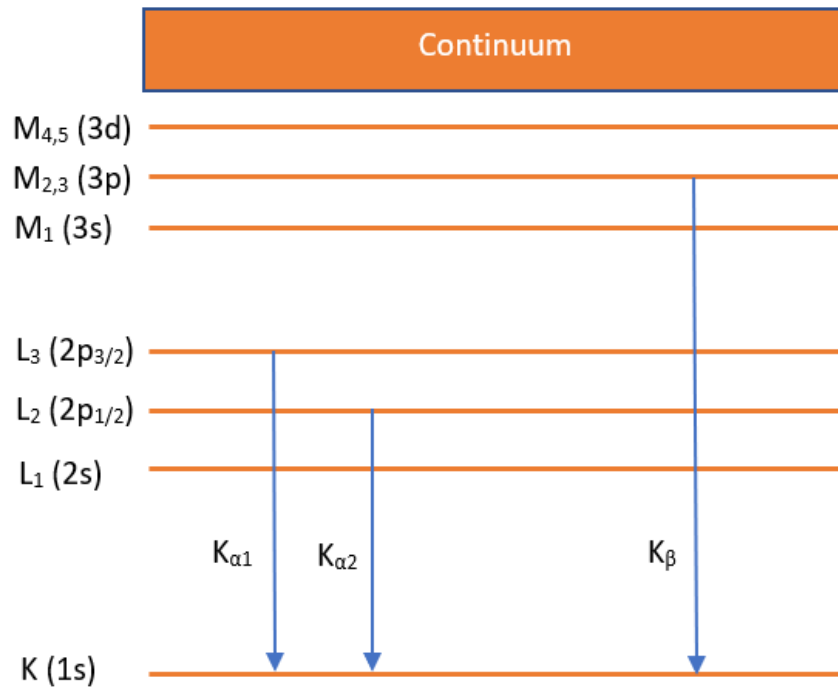 Continuum
M₄,₅ (3d)
M₂,₃ (3p)
M₁ (3s)
L₃ (2p₃/₂)
L₂ (2p₁/₂)
L₁ (2s)
Kα1 Kα2 Kβ
K (1s)